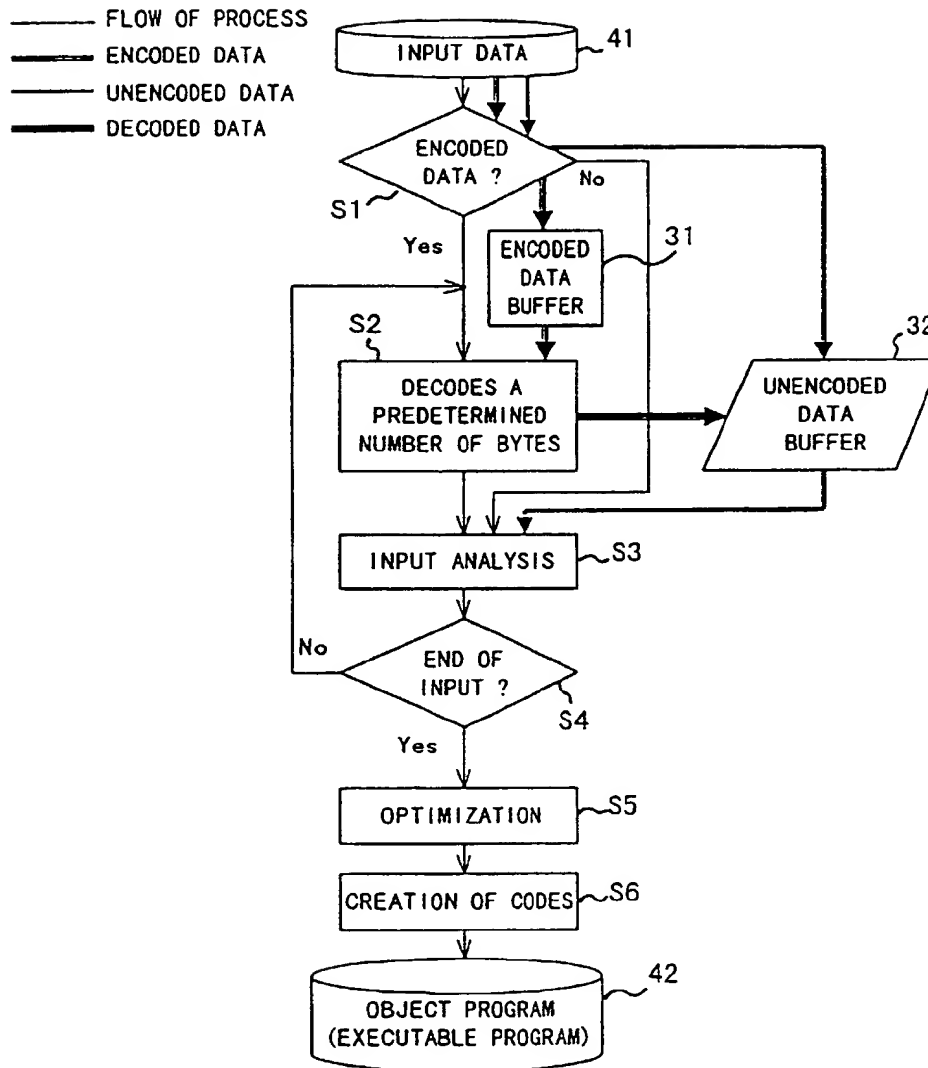 FLOW OF PROCESS
ENCODED DATA
UNENCODED DATA
DECODED DATA
INPUT DATA
41
ENCODED
DATA ?
S1
No
Yes
ENCODED
DATA
BUFFER
31
S2
DECODES A
PREDETERMINED
NUMBER OF BYTES
32
UNENCODED
DATA
BUFFER
INPUT ANALYSIS
S3
No
END OF
INPUT ?
S4
Yes
OPTIMIZATION
S5
CREATION OF CODES
S6
OBJECT PROGRAM
(EXECUTABLE PROGRAM)
42